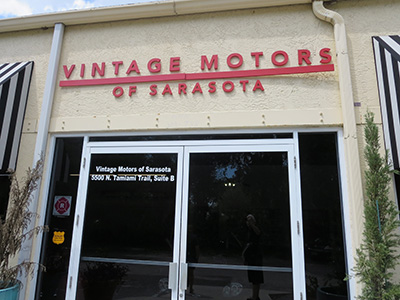 VINTAGE MOTORS
OF SARASOTA
Vintage Motors of Sarasota
5500 N. Tamiami Trail, Suite B